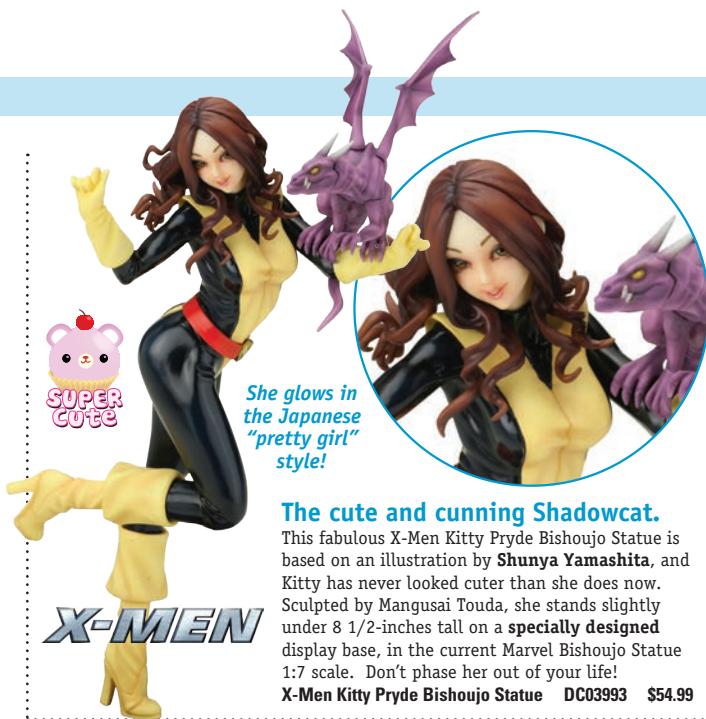 SUPER
CUTE
She glows in
the Japanese
“pretty girl”
style!
X-MEN
The cute and cunning Shadowcat.
This fabulous X-Men Kitty Pryde Bishoujo Statue is
based on an illustration by Shunya Yamashita, and
Kitty has never looked cuter than she does now.
Sculpted by Mangusai Touda, she stands slightly
under 8 1/2-inches tall on a specially designed
display base, in the current Marvel Bishoujo Statue
1:7 scale.  Don’t phase her out of your life!
X-Men Kitty Pryde Bishoujo Statue DC03993 $54.99